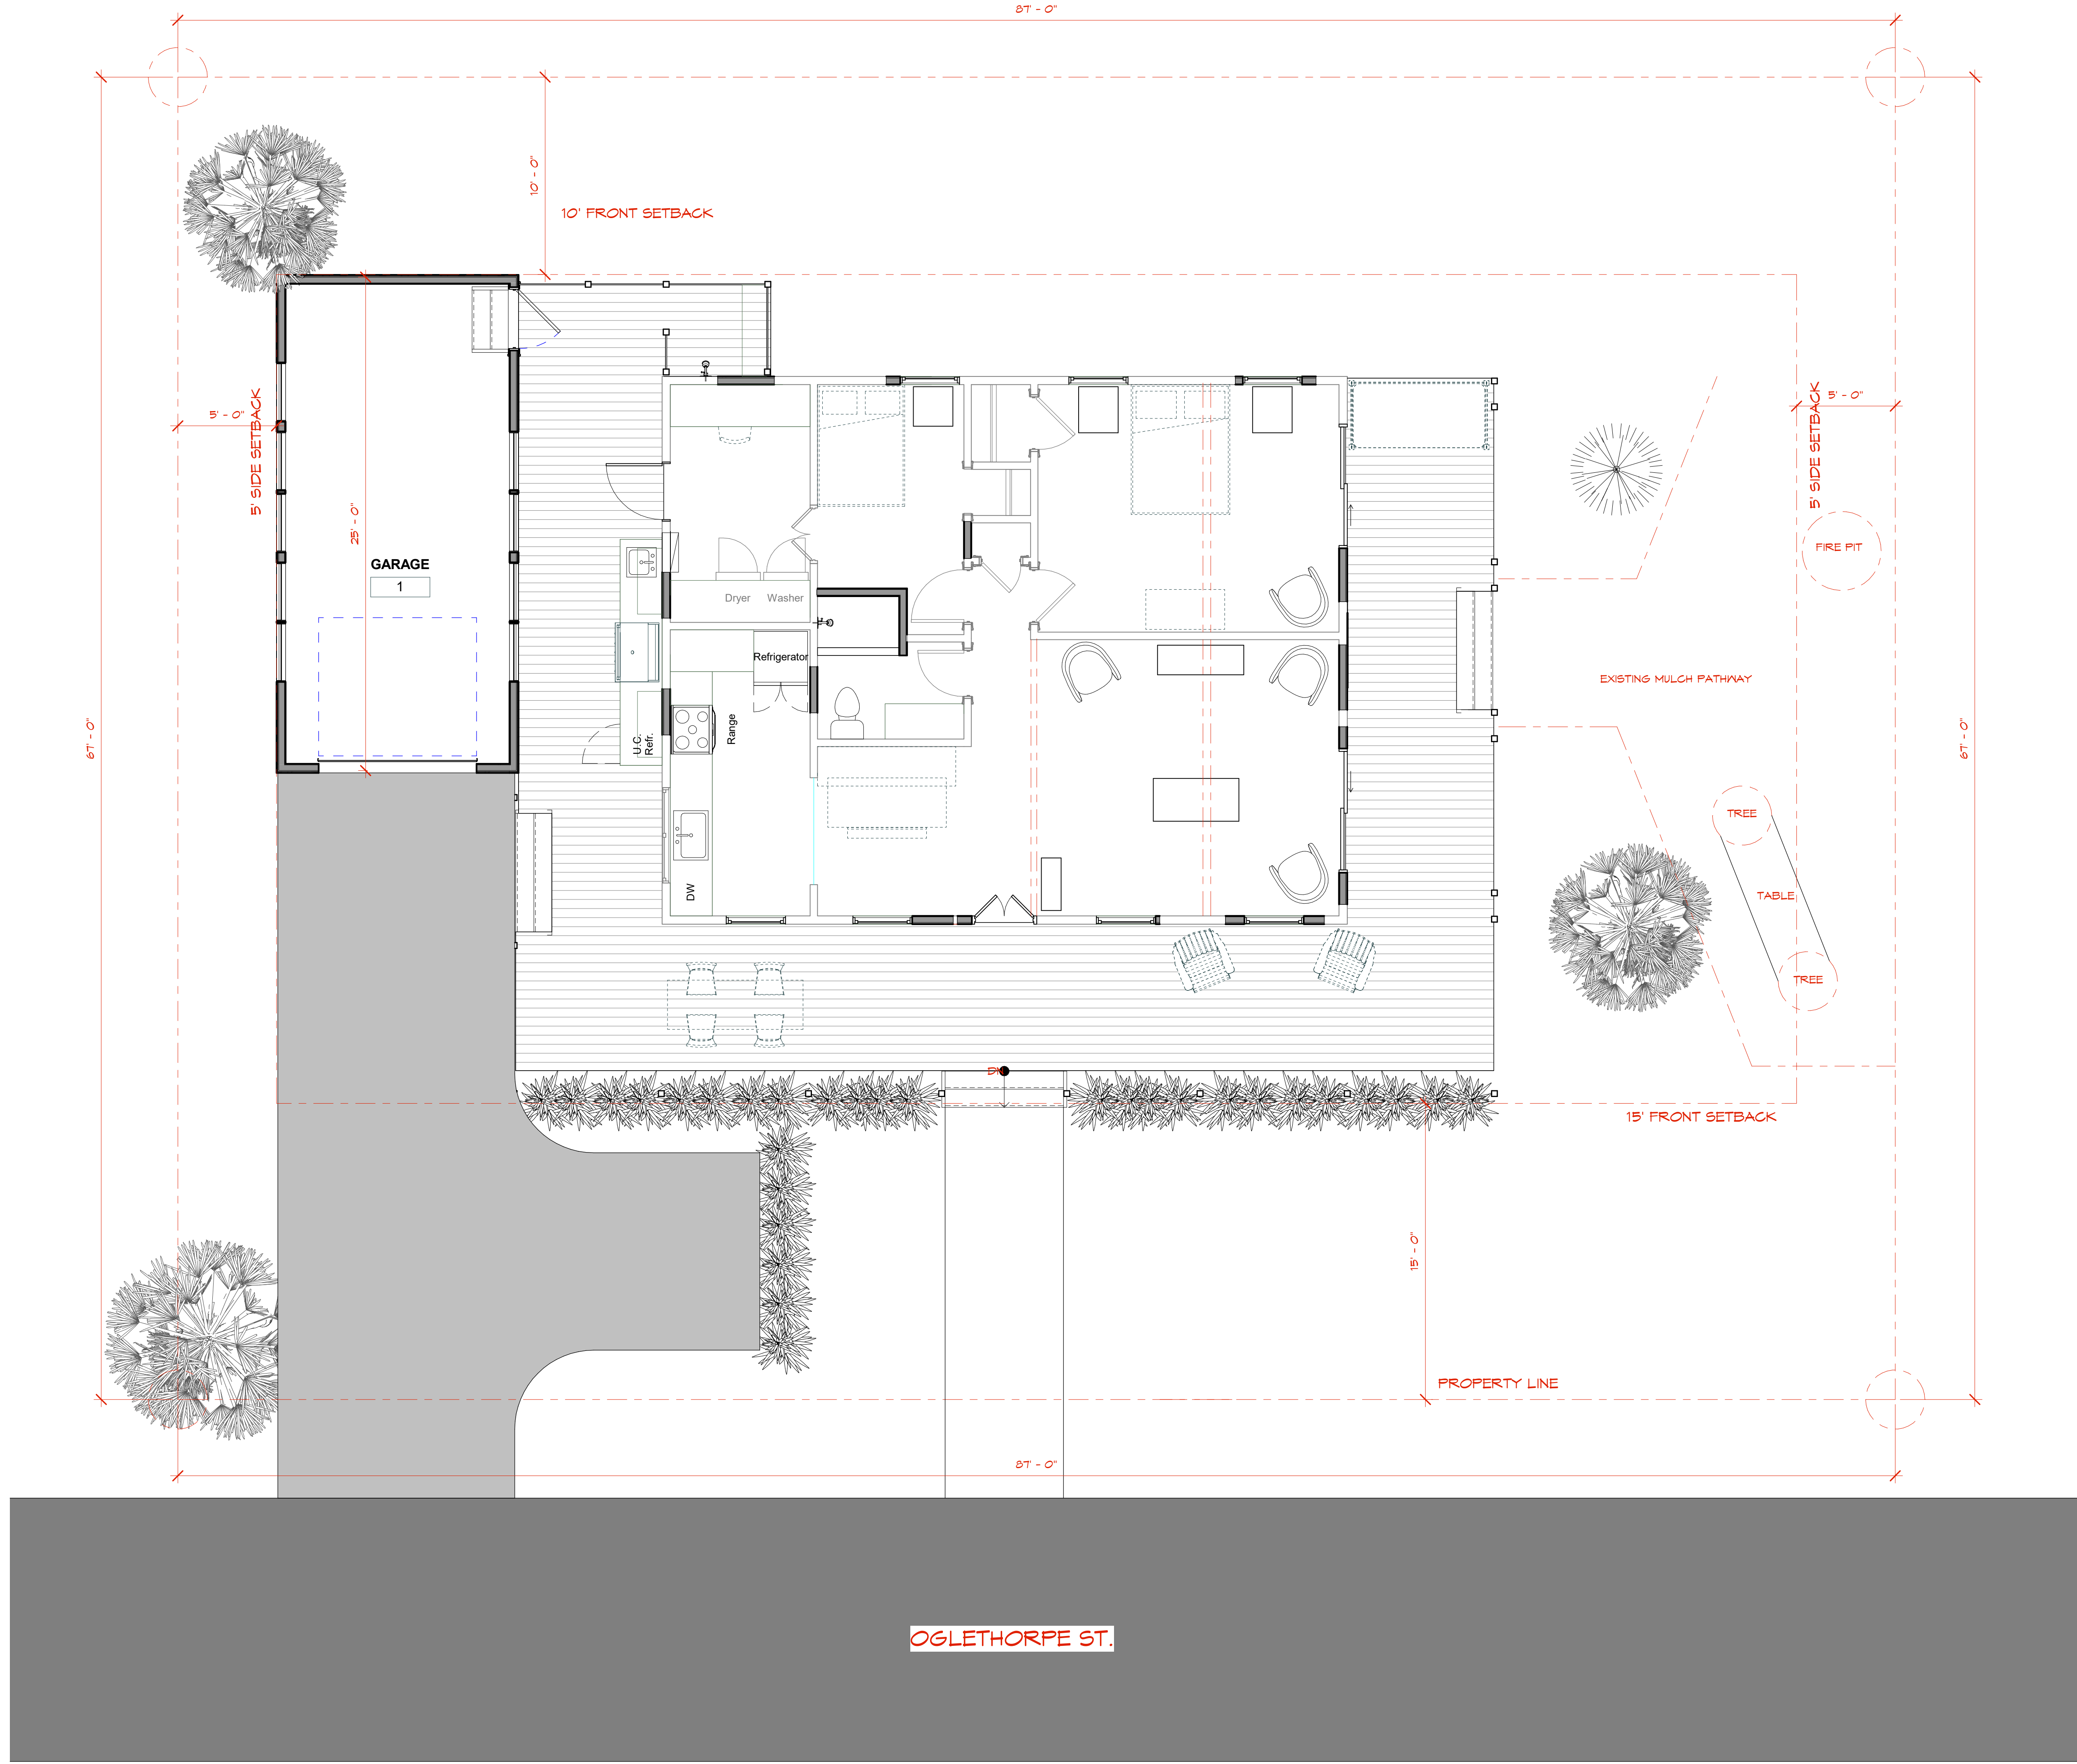 87' - 0"
10' - 0"
10' FRONT SETBACK
5' - 0"
5' SIDE SETBACK
5' - 0"
5' SIDE SETBACK
25' - 0"
GARAGE
1
FIRE PIT
Dryer
Washer
Refrigerator
EXISTING MULCH PATHWAY
67' - 0"
67' - 0"
Range
U.C.
Refr.
DW
TREE
TABLE
TREE
15' FRONT SETBACK
15' - 0"
PROPERTY LINE
87' - 0"
OGLETHORPE ST.